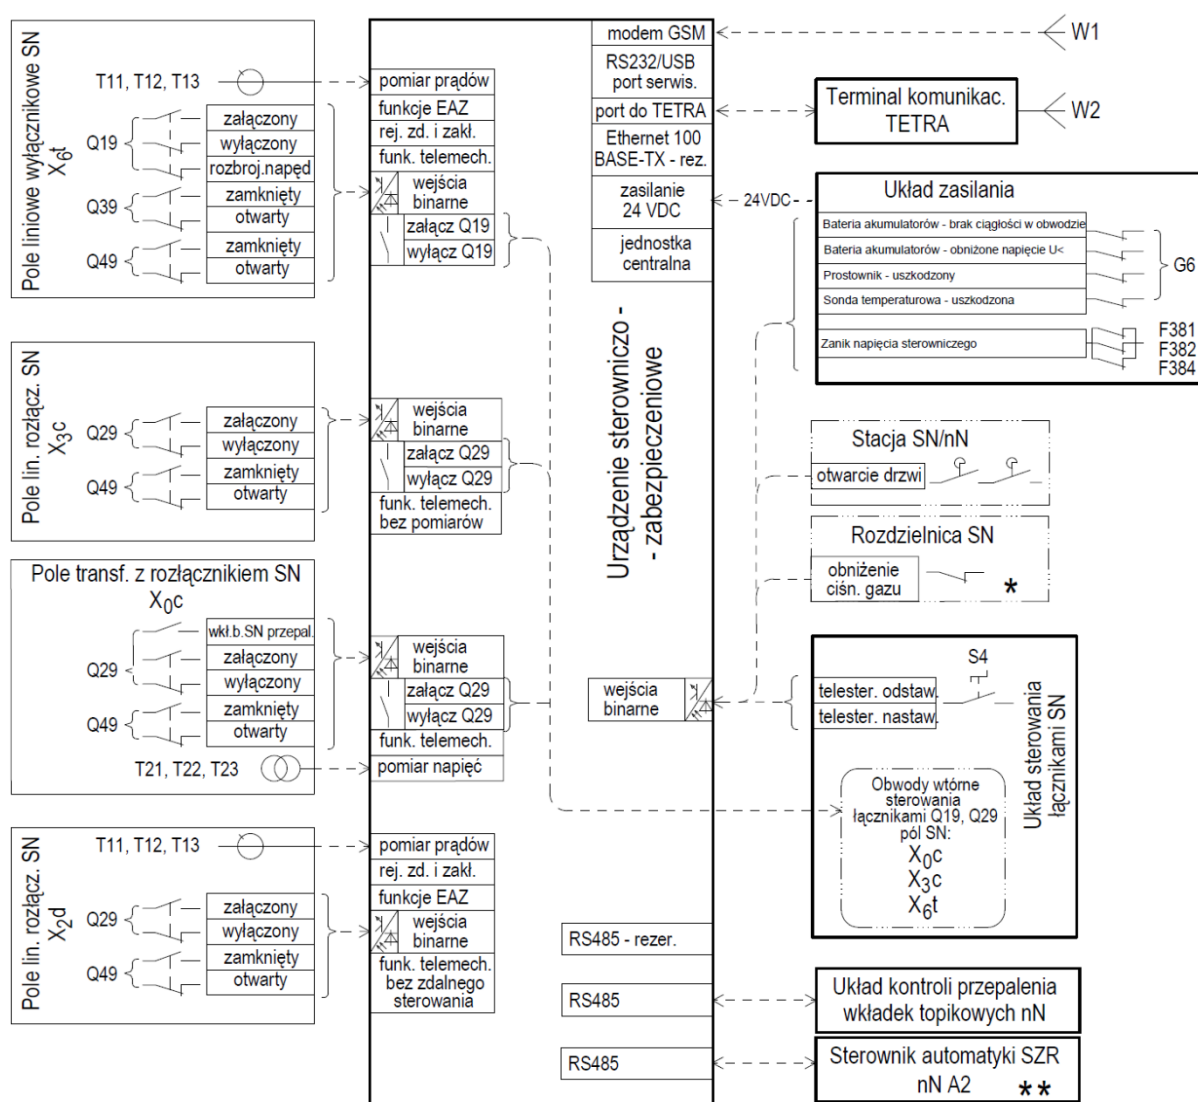 Pole liniowe wyłącznikowe SN
X6t
T11, T12, T13
Q19
załączony
wyłączony
rozbroj.napęd
Q39
zamknięty
otwarty
Q49
zamknięty
otwarty
pomiar prądów
funkcje EAZ
rej. zd. i zakł.
funk. telemech.
wejścia
binarne
załącz Q19
wyłącz Q19
Pole lin. rozłącz. SN
X3c
Q29
załączony
wyłączony
Q49
zamknięty
otwarty
wejścia
binarne
załącz Q29
wyłącz Q29
funk. telemech.
bez pomiarów
Pole transf. z rozłącznikiem SN
X0c
wkł.b.SN przepal.
Q29
załączony
wyłączony
Q49
zamknięty
otwarty
T21, T22, T23
wejścia
binarne
załącz Q29
wyłącz Q29
funk. telemech.
pomiar napięć
Pole lin. rozłącz. SN
X2d
T11, T12, T13
Q29
załączony
wyłączony
Q49
zamknięty
otwarty
pomiar prądów
rej. zd. i zakł.
funkcje EAZ
wejścia
binarne
funk. telemech.
bez zdalnego
sterowania
Urządzenie sterowniczo -
- zabezpieczeniowe
modem GSM
RS232/USB
port serwis.
port do TETRA
Ethernet 100
BASE-TX - rez.
zasilanie
24 VDC
jednostka
centralna
wejścia
binarne
RS485 - rezer.
RS485
RS485
W1
Terminal komunikac.
TETRA
W2
24VDC
Układ zasilania
Bateria akumulatorów - brak ciągłości w obwodzie
Bateria akumulatorów - obniżone napięcie U<
Prostownik - uszkodzony
Sonda temperaturowa - uszkodzona
G6
Zanik napięcia sterowniczego
F381
F382
F384
Stacja SN/nN
otwarcie drzwi
Rozdzielnica SN
obniżenie
ciśn. gazu
*
Układ sterowania
łącznikami SN
S4
telester. odstaw.
telester. nastaw.
Obwody wtórne
sterowania
łącznikami Q19, Q29
pól SN:
X0c
X3c
X6t
Układ kontroli przepalenia
wkładek topikowych nN
Sterownik automatyki SZR
nN A2 **